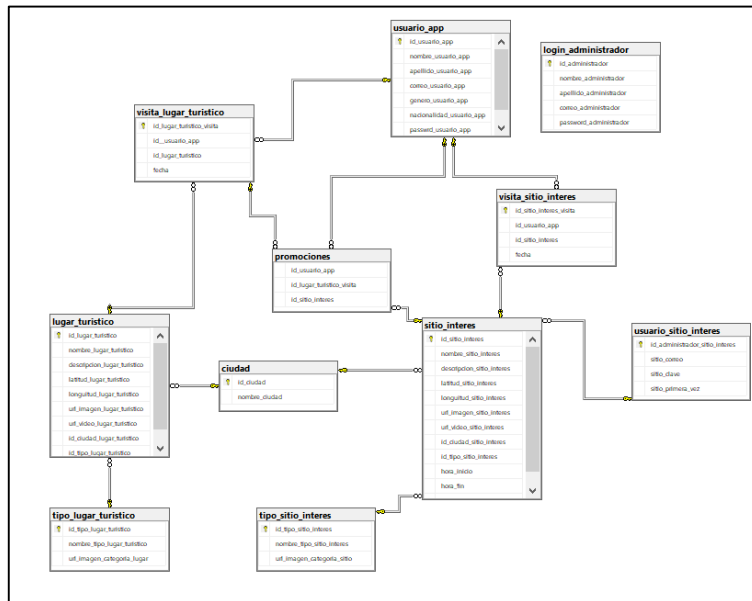 usuario_app
id_usuario_app
nombre_usuario_app
apellido_usuario_app
correo_usuario_app
genero_usuario_app
nacionalidad_usuario_app
passwrd_usuario_app
login_administrador
id_administrador
nombre_administrador
apellido_administrador
correo_administrador
password_administrador
visita_lugar_turistico
id_lugar_turistico_visita
id__usuario_app
id_lugar_turistico
fecha
visita_sitio_interes
id_sitio_interes_visita
id_usuario_app
id_sitio_interes
fecha
promociones
id_usuario_app
id_lugar_turistico_visita
id_sitio_interes
lugar_turistico
id_lugar_turistico
nombre_lugar_turistico
descripcion_lugar_turistico
latitud_lugar_turistico
longuitud_lugar_turistico
url_imagen_lugar_turistico
url_video_lugar_turistico
id_ciudad_lugar_turistico
id_tipo_lugar_turistico
ciudad
id_ciudad
nombre_ciudad
sitio_interes
id_sitio_interes
nombre_sitio_interes
descripcion_sitio_interes
latitud_sitio_interes
longuitud_sitio_interes
url_imagen_sitio_interes
url_video_sitio_interes
id_ciudad_sitio_interes
id_tipo_sitio_interes
hora_inicio
hora_fin
usuario_sitio_interes
id_administrador_sitio_interes
sitio_correo
sitio_clave
sitio_primera_vez
tipo_lugar_turistico
id_tipo_lugar_turistico
nombre_tipo_lugar_turistico
url_imagen_categoria_lugar
tipo_sitio_interes
id_tipo_sitio_interes
nombre_tipo_sitio_interes
url_imagen_categoria_sitio